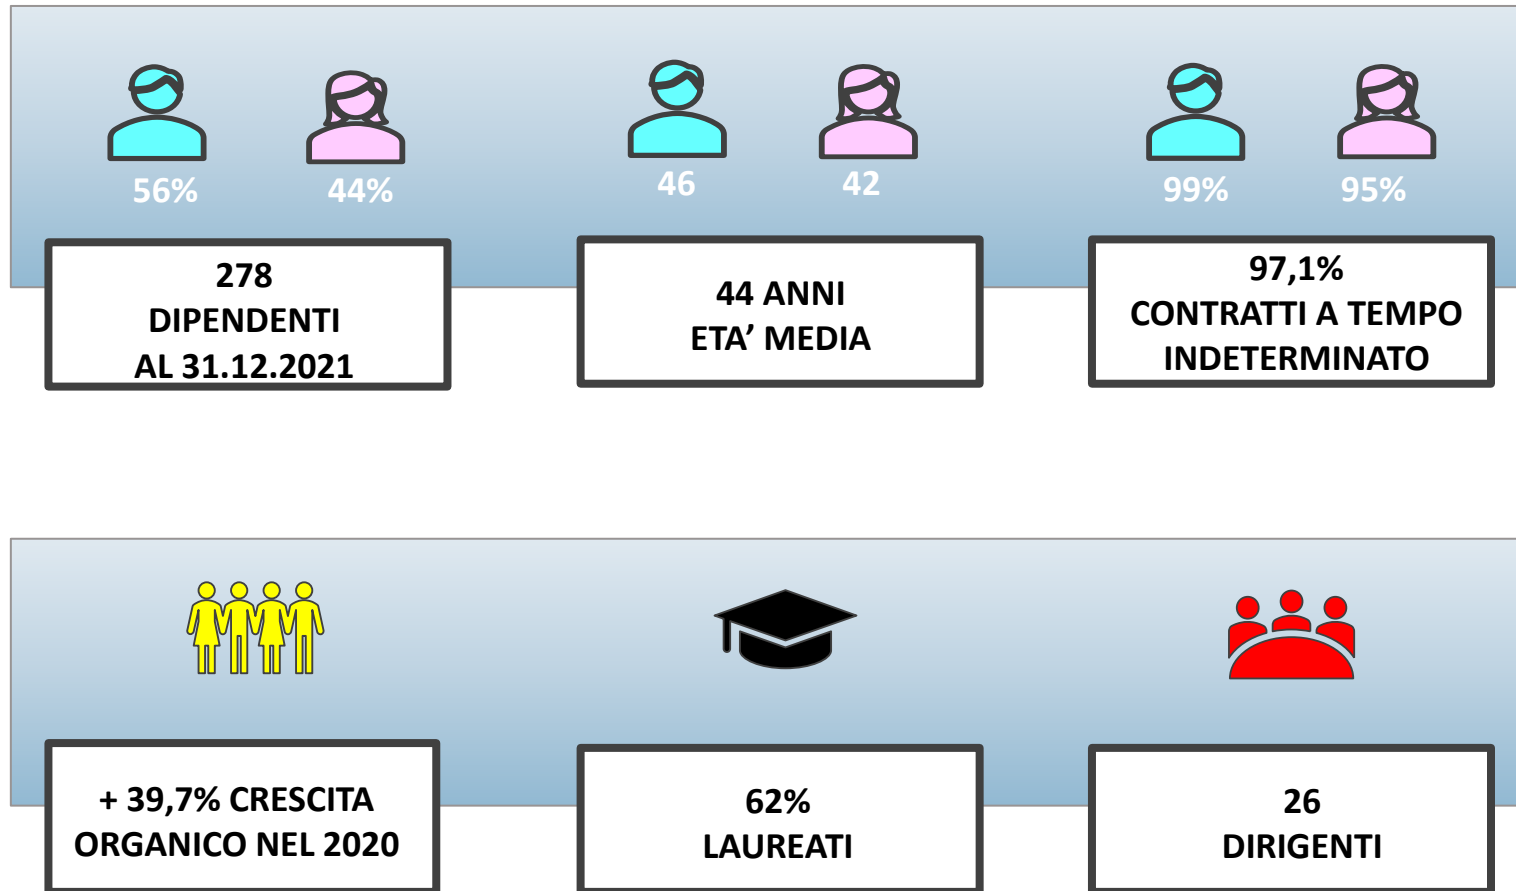 56%
44%
46
42
99%
95%
278
DIPENDENTI
AL 31.12.2021
44 ANNI
ETA’ MEDIA
97,1%
CONTRATTI A TEMPO
INDETERMINATO
+ 39,7% CRESCITA
ORGANICO NEL 2020
62%
LAUREATI
26
DIRIGENTI